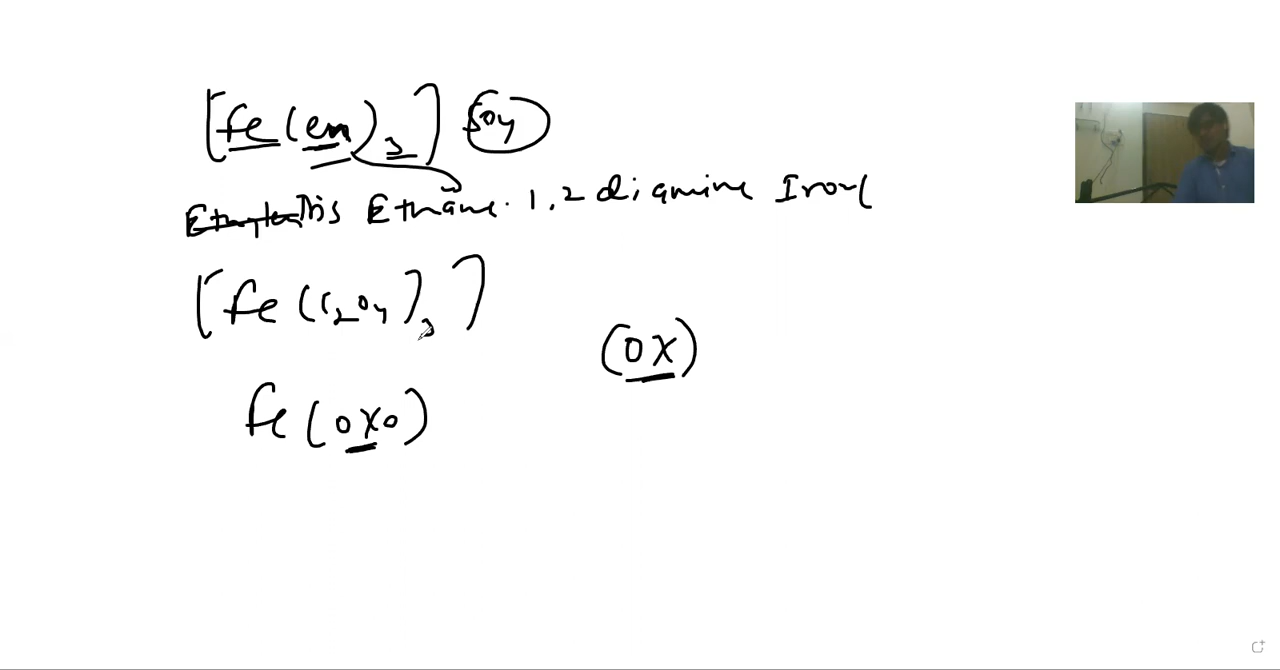 [fe(en)3] SO4
Tris Ethane. 1,2 diamine Iron(
[fe(C2O4)3]
(ox)
fe(oxo)